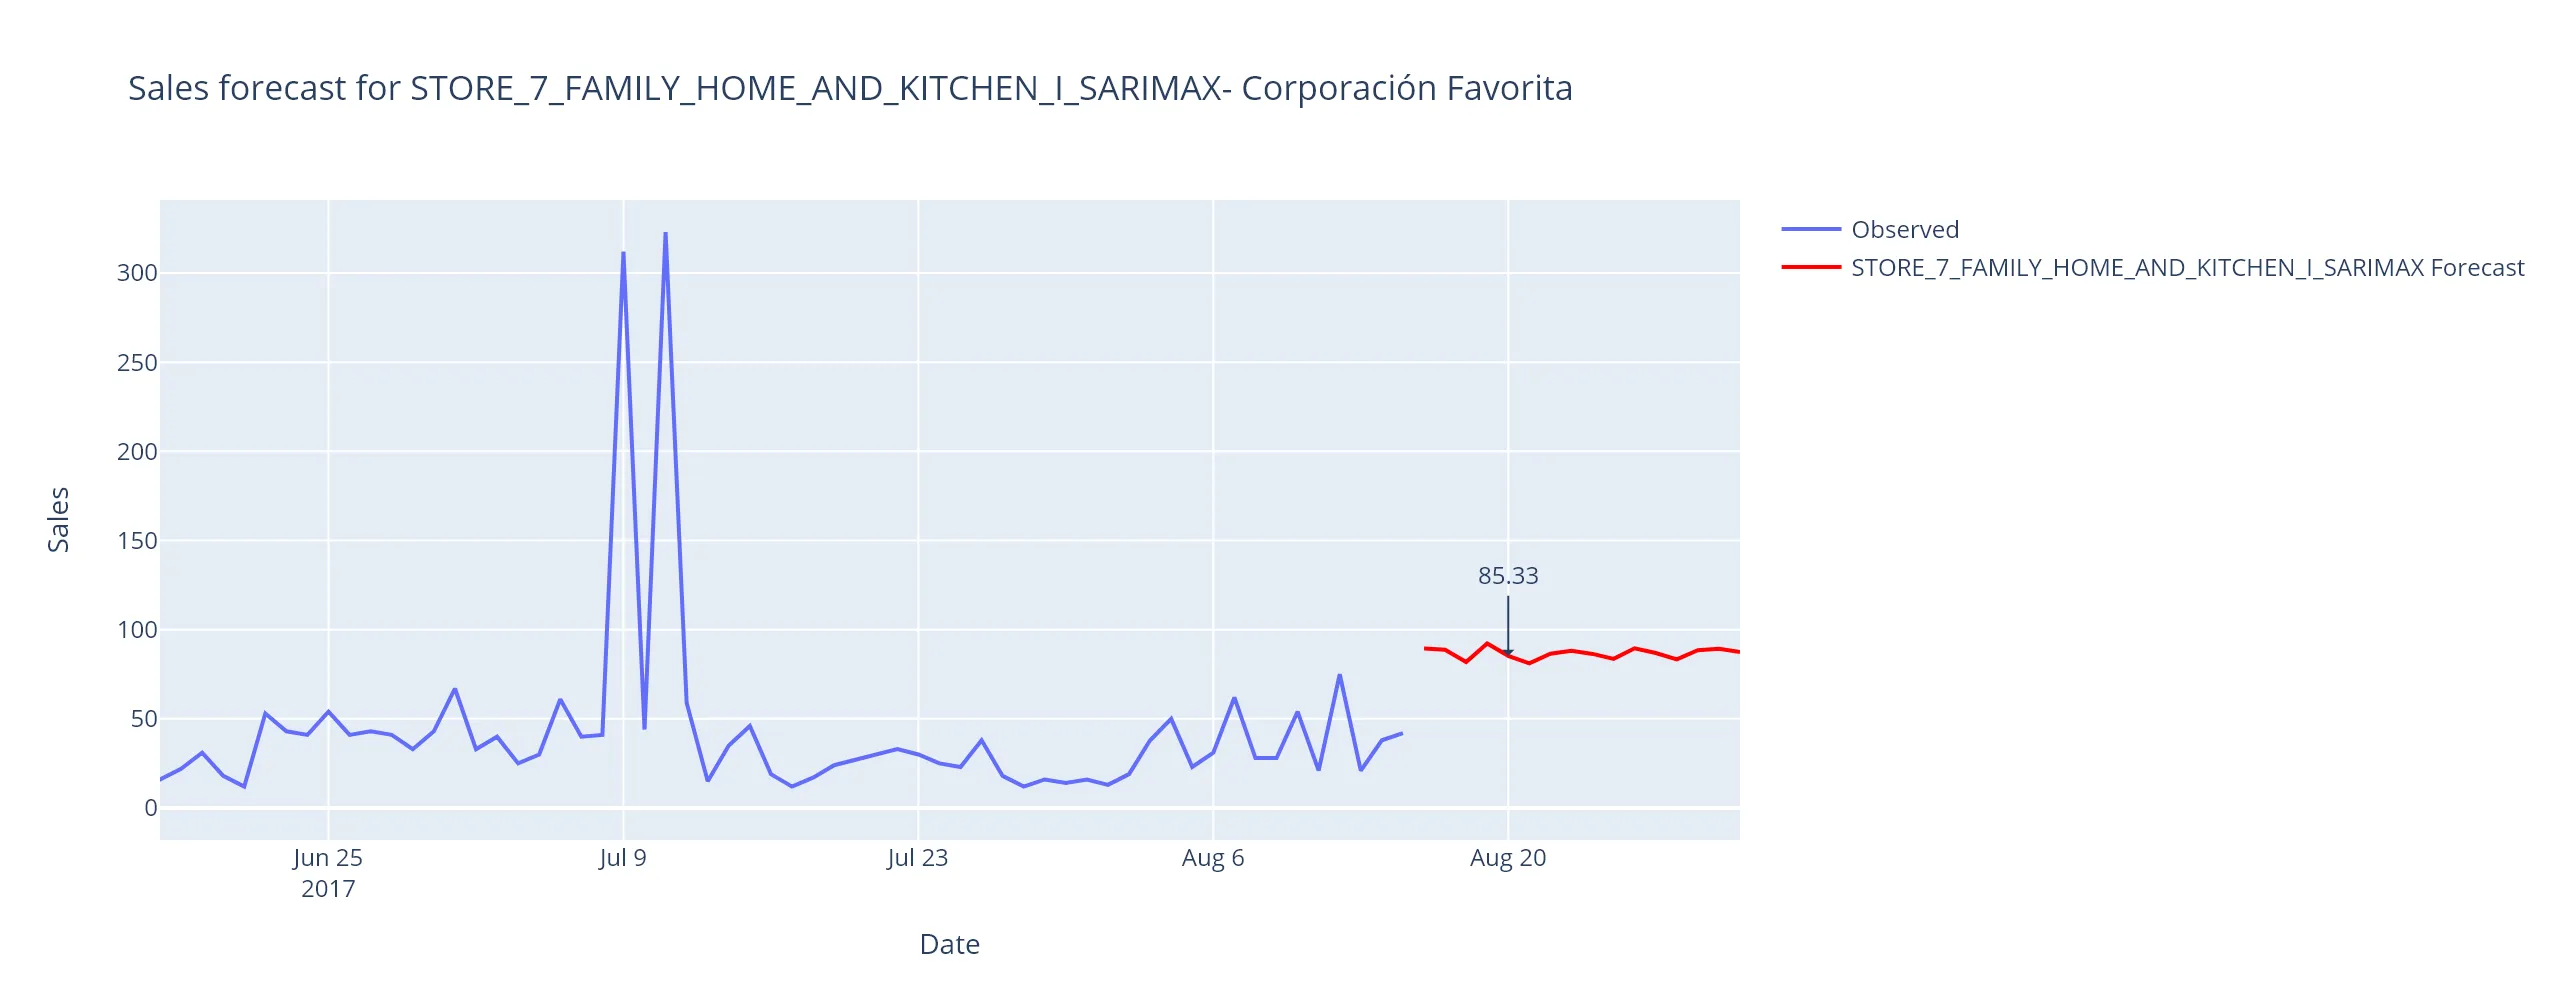 Sales forecast for STORE_7_FAMILY_HOME_AND_KITCHEN_I_SARIMAX- Corporación Favorita
Observed
STORE_7_FAMILY_HOME_AND_KITCHEN_I_SARIMAX Forecast
300
250
200
150
100
50
0
Sales
85.33
Jun 25
2017
Jul 9
Jul 23
Aug 6
Aug 20
Date